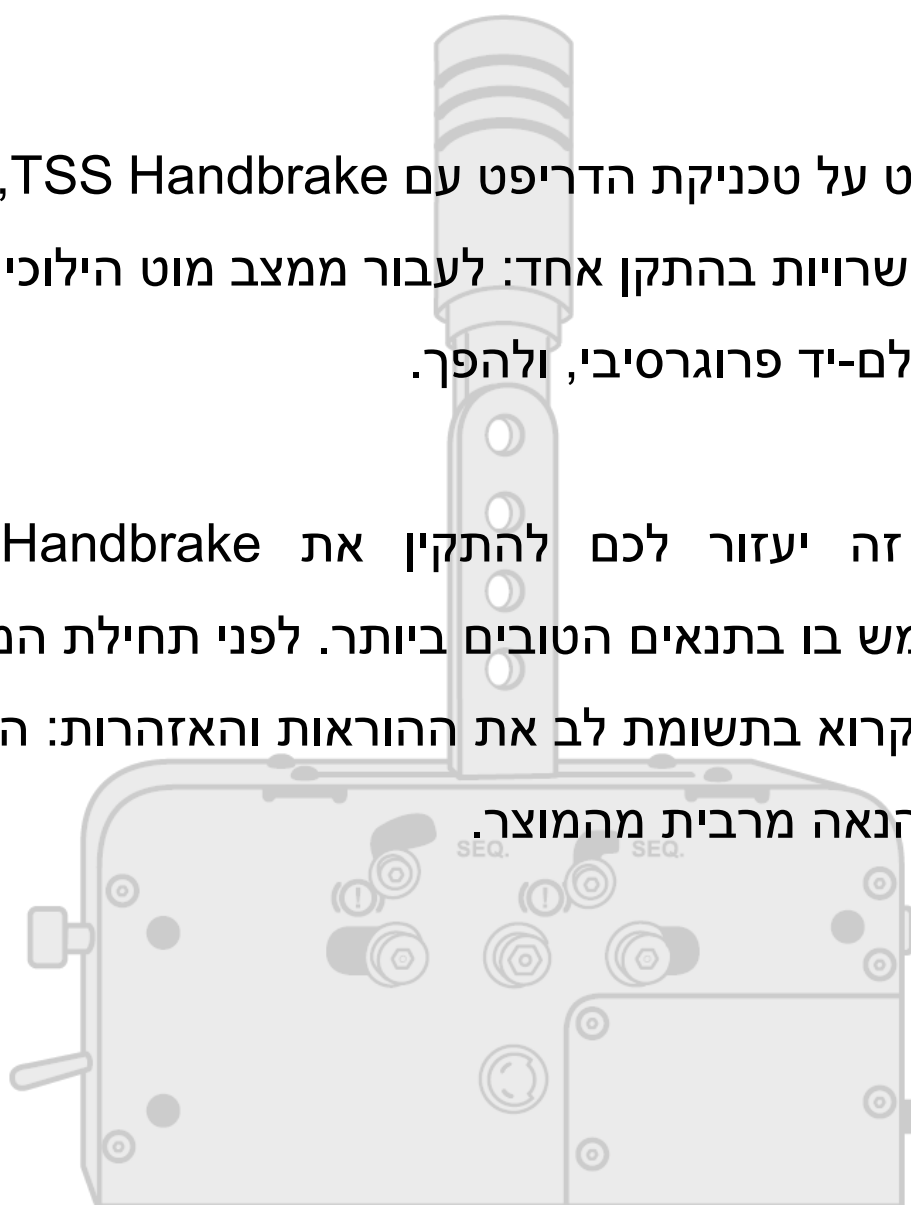 ט על טכניקת הדריפט עם TSS Handbrake,
שרויות בהתקן אחד: לעבור ממצב מוט הילוכי
לם-יד פרוגרסיבי, ולהפך.
זה יעזור לכם להתקין את Handbrake
מש בו בתנאים הטובים ביותר. לפני תחילת
קרוא בתשומת לב את ההוראות והאזהרות: ה
הנאה מרבית מהמוצר.
SEQ. SEQ.